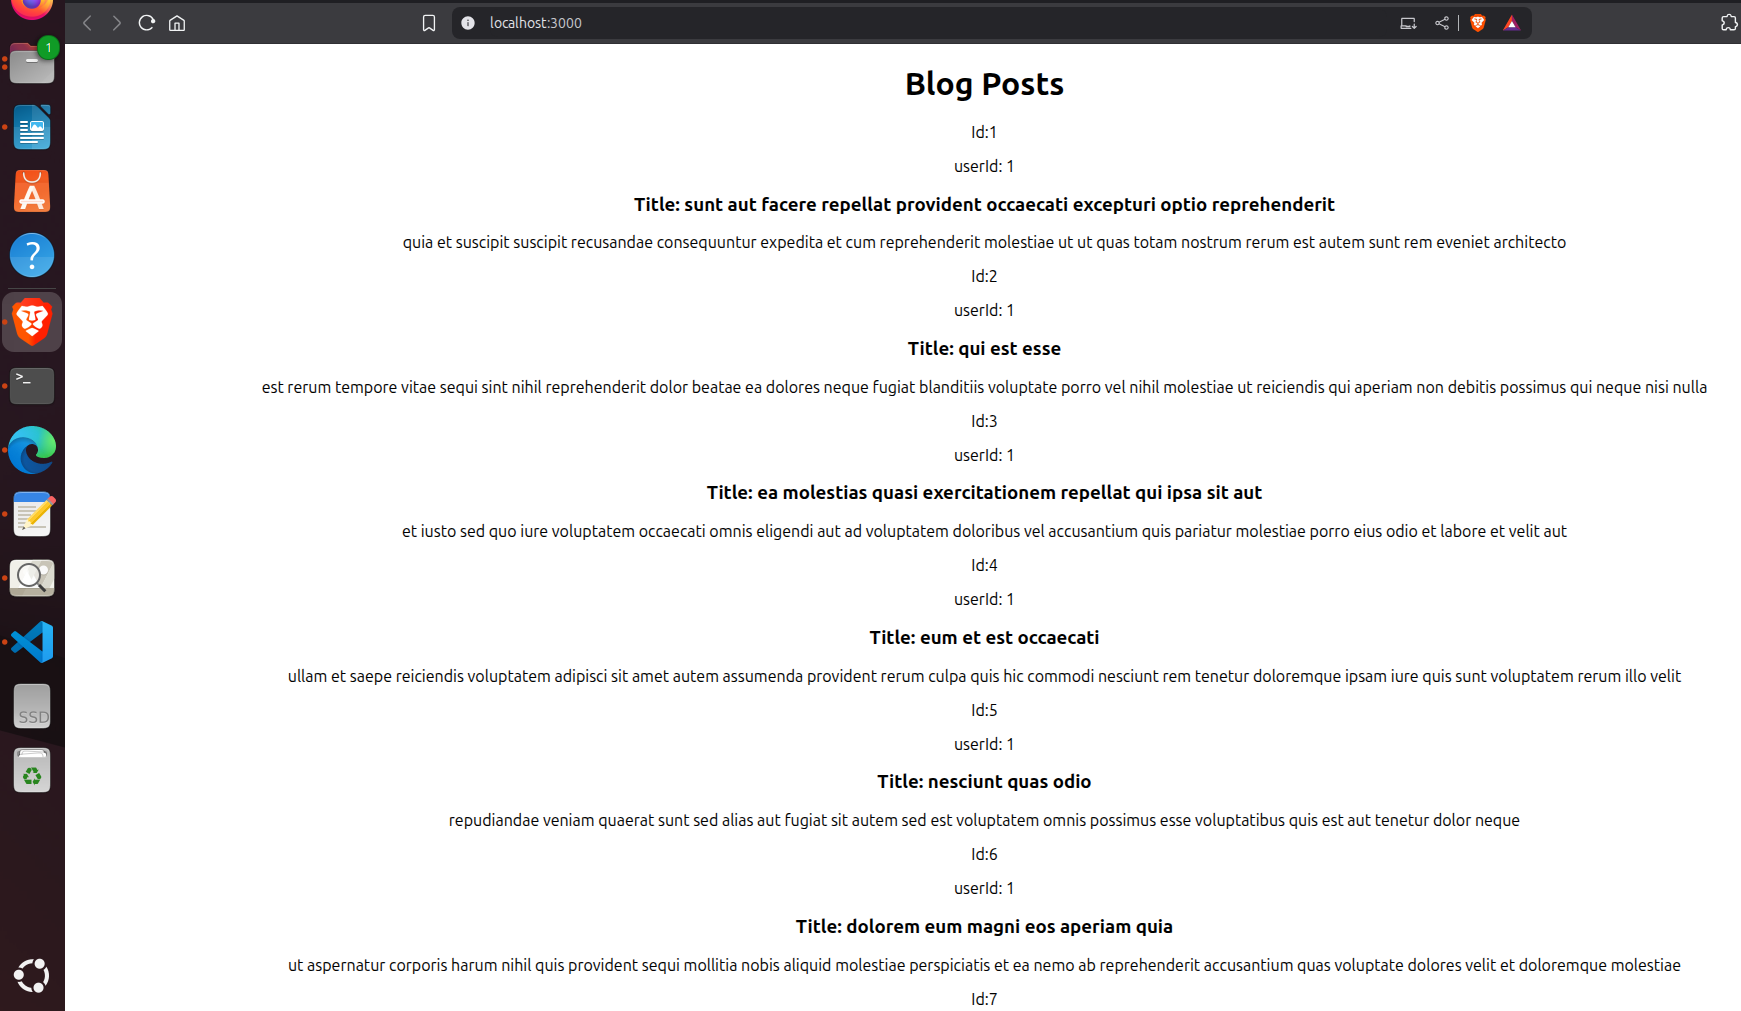 1
localhost:3000
Blog Posts
Id:1
userId: 1
Title: sunt aut facere repellat provident occaecati excepturi optio reprehenderit
quia et suscipit suscipit recusandae consequuntur expedita et cum reprehenderit molestiae ut ut quas totam nostrum rerum est autem sunt rem eveniet architecto
Id:2
userId: 1
Title: qui est esse
est rerum tempore vitae sequi sint nihil reprehenderit dolor beatae ea dolores neque fugiat blanditiis voluptate porro vel nihil molestiae ut reiciendis qui aperiam non debitis possimus qui neque nisi nulla
Id:3
userId: 1
Title: ea molestias quasi exercitationem repellat qui ipsa sit aut
et iusto sed quo iure voluptatem occaecati omnis eligendi aut ad voluptatem doloribus vel accusantium quis pariatur molestiae porro eius odio et labore et velit aut
Id:4
userId: 1
Title: eum et est occaecati
ullam et saepe reiciendis voluptatem adipisci sit amet autem assumenda provident rerum culpa quis hic commodi nesciunt rem tenetur doloremque ipsam iure quis sunt voluptatem rerum illo velit
Id:5
userId: 1
Title: nesciunt quas odio
repudiandae veniam quaerat sunt sed alias aut fugiat sit autem sed est voluptatem omnis possimus esse voluptatibus quis est aut tenetur dolor neque
Id:6
userId: 1
Title: dolorem eum magni eos aperiam quia
ut aspernatur corporis harum nihil quis provident sequi mollitia nobis aliquid molestiae perspiciatis et ea nemo ab reprehenderit accusantium quas voluptate dolores velit et doloremque molestiae
Id:7
SSD